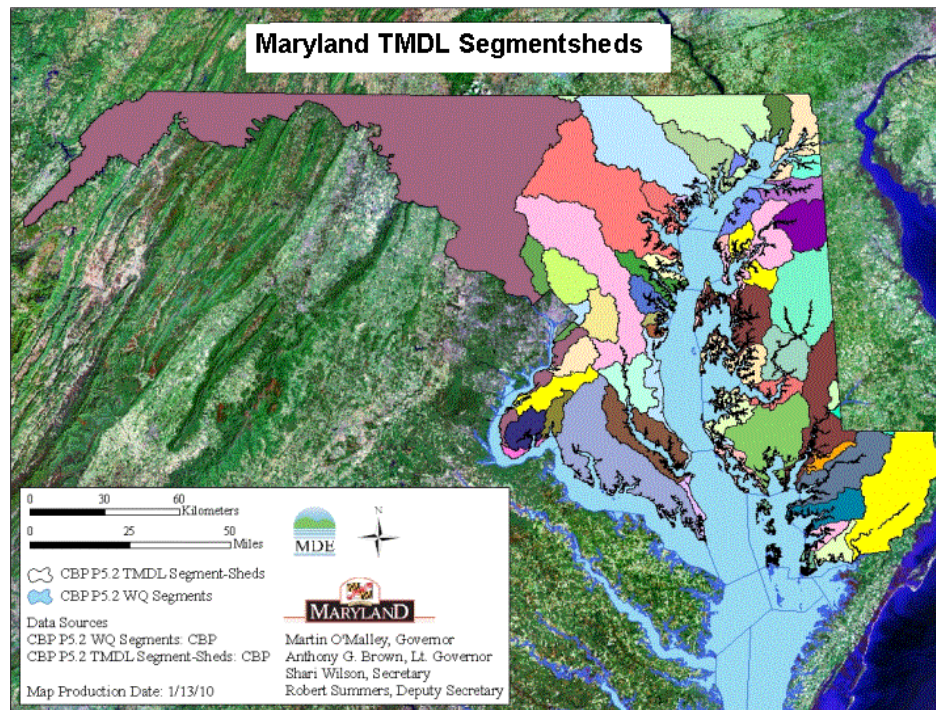 Maryland TMDL Segmentsheds
0 30 60
Kilometers
0 25 50
Miles
MDE
N
CBP P5.2 TMDL Segment-Sheds
CBP P5.2 WQ Segments
MARYLAND
Data Sources
CBP P5.2 WQ Segments: CBP
CBP P5.2 TMDL Segment-Sheds: CBP
Map Production Date: 1/13/10
Martin O'Malley, Governor
Anthony G. Brown, Lt. Governor
Shari Wilson, Secretary
Robert Summers, Deputy Secretary